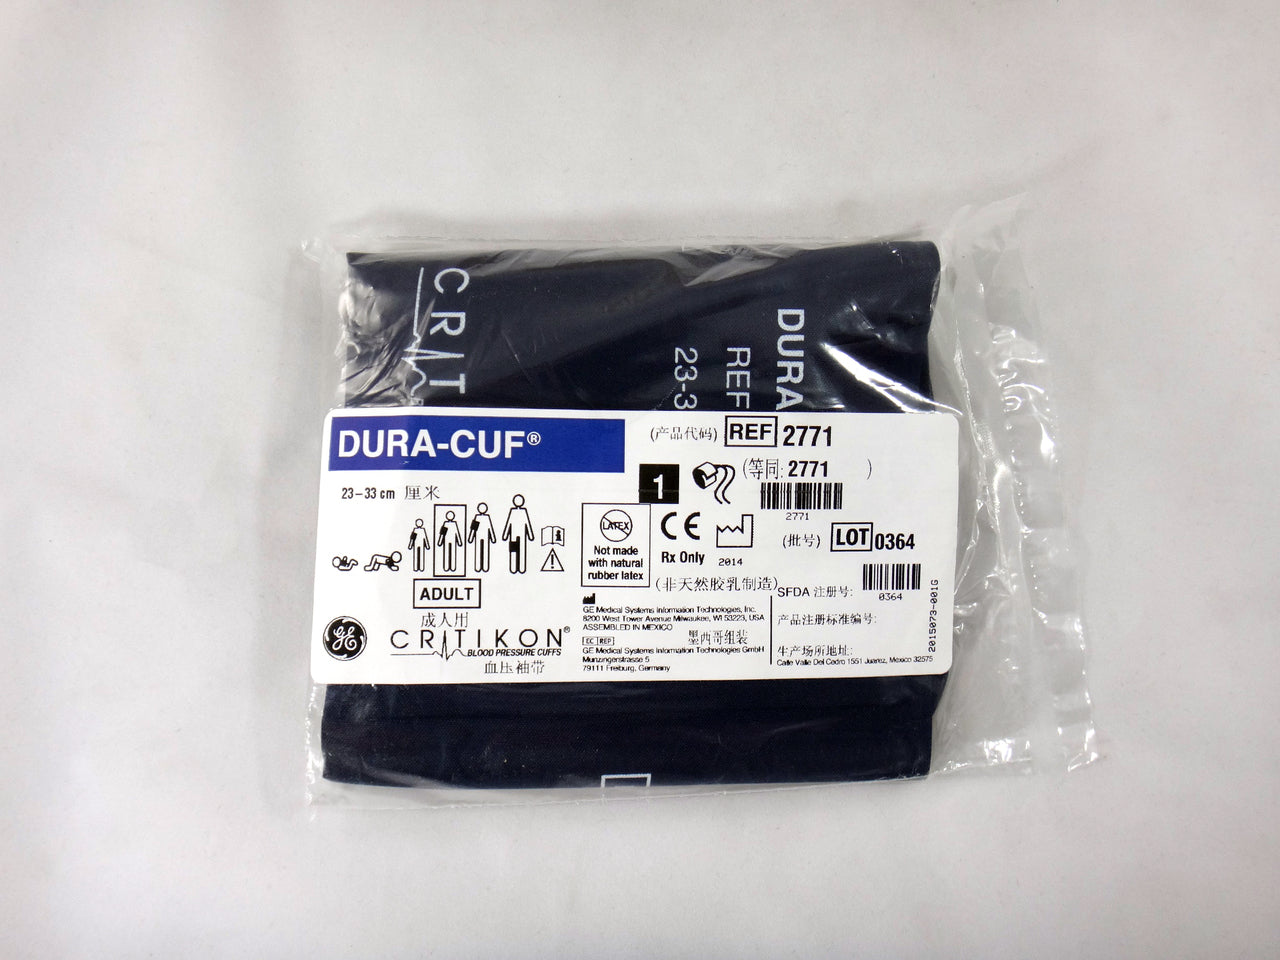 CRIT
DURA
REF
23-3
DURA-CUF®
(产品代码) REF 2771
1 (等同: 2771 )
2771
23-33 cm 厘米
LATEX
Not made
with natural
rubber latex
CE
Rx Only
2014
(批号) LOT 0364
(非天然胶乳制造)
SFDA 注册号:
0364
ADULT
成人用
GE
CRITIKON®
BLOOD PRESSURE CUFFS
血压袖带
GE Medical Systems Information Technologies, Inc.
8200 West Tower Avenue Milwaukee, WI 53223, USA
ASSEMBLED IN MEXICO
墨西哥组装
EC REP
GE Medical Systems Information Technologies GmbH
Munzingerstrasse 5
79111 Freiburg, Germany
产品注册标准编号:
生产场所地址:
Calle Valle Del Cedro 1551 Juarez, Mexico 32575
2015073-001G